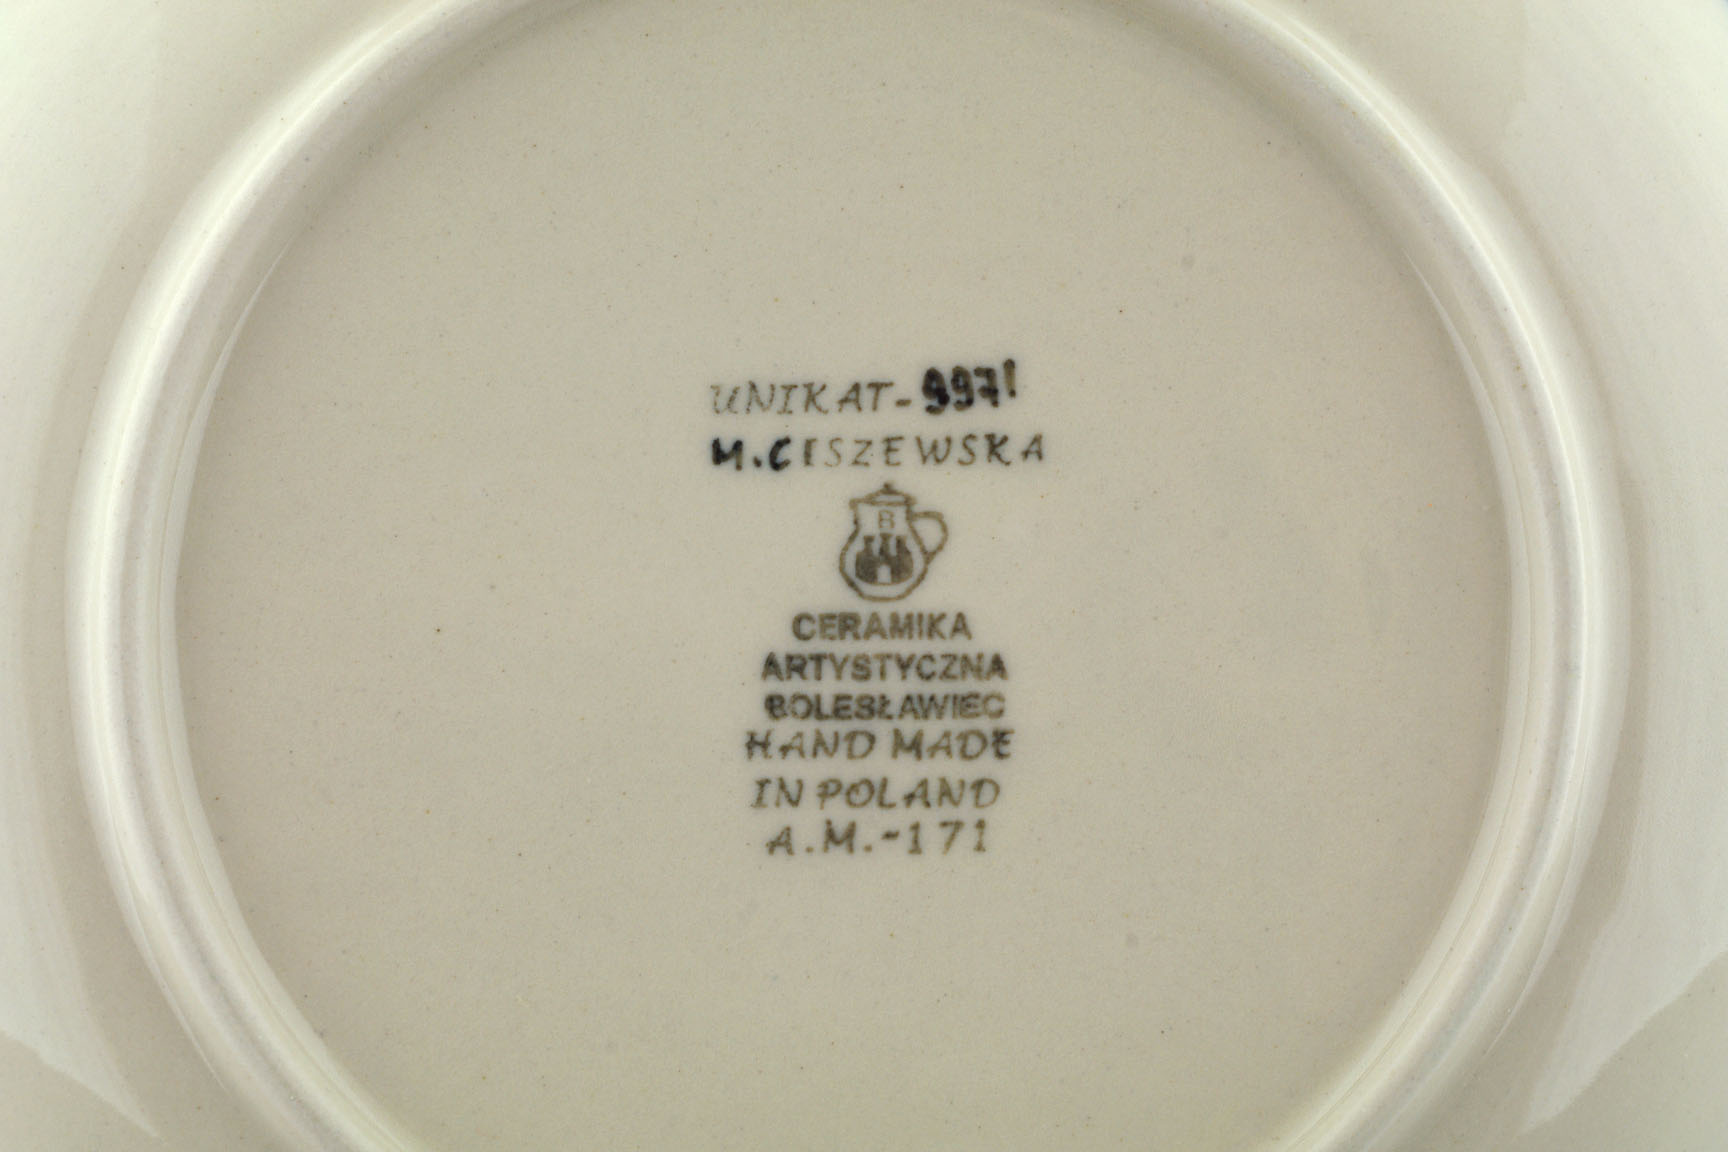 UNIKAT-9971
M.CISZEWSKA
B
CERAMIKA
ARTYSTYCZNA
BOLESŁAWIEC
HAND MADE
IN POLAND
A.M.-171